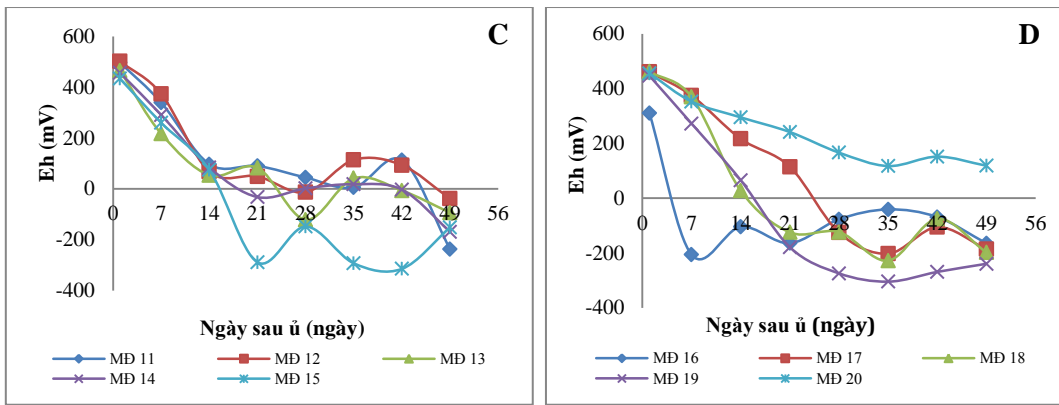 C
600
400
200
0
-200
-400
Eh (mV)
0 7 14 21 28 35 42 49 56
Ngày sau ủ (ngày)
MĐ 11 MĐ 12 MĐ 13
MĐ 14 MĐ 15
D
600
400
200
0
-200
-400
Eh (mV)
0 7 14 21 28 35 42 49 56
Ngày sau ủ (ngày)
MĐ 16 MĐ 17 MĐ 18
MĐ 19 MĐ 20